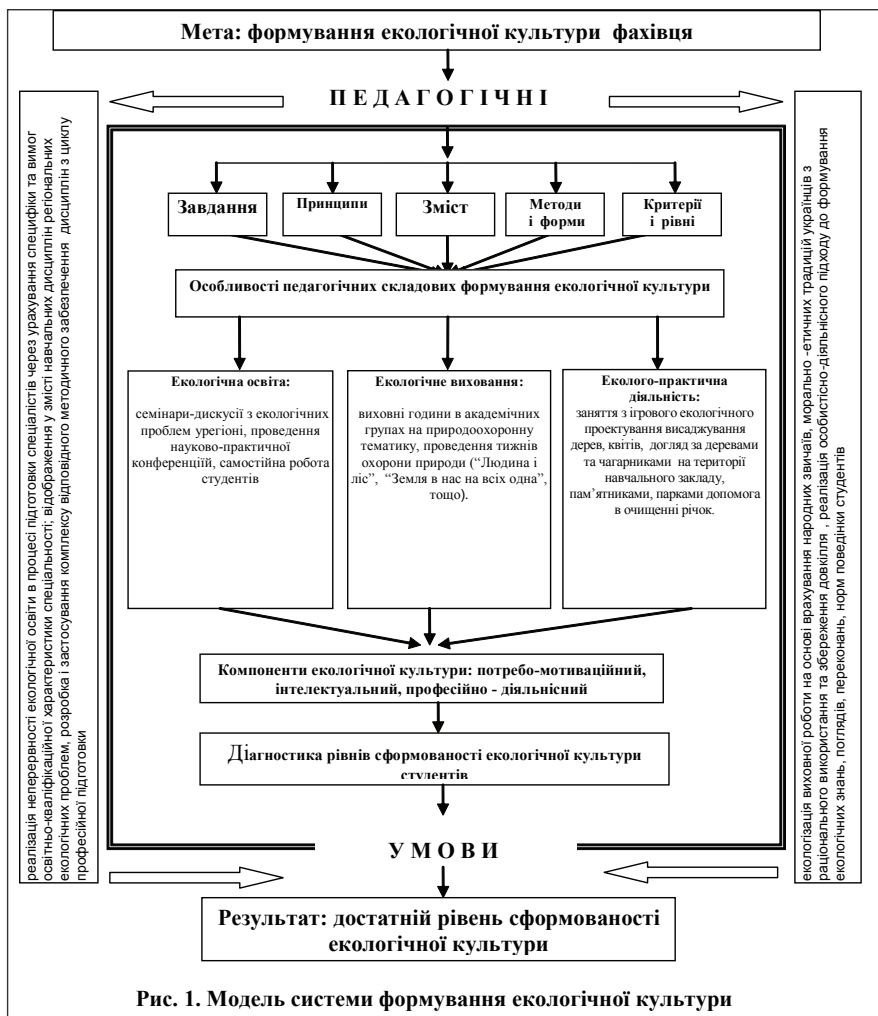 Мета: формування екологічної культури фахівця
П Е Д А Г О Г І Ч Н І
реалізація неперервності екологічної освіти в процесі підготовки спеціалістів через урахування специфіки та вимог
освітньо-кваліфікаційної характеристики спеціальності; відображення у змісті навчальних дисциплін регіональних
екологічних проблем, розробка і застосування комплексу відповідного методичного забезпечення дисциплін з циклу
професійної підготовки
Завдання
Принципи
Зміст
Методи
і форми
Критерії
і рівні
Особливості педагогічних складових формування екологічної культури
Екологічна освіта:
семінари-дискусії з екологічних
проблем урегіоні, проведення
науково-практичної
конференціїй, самостійна робота
студентів
Екологічне виховання:
виховні години в академічних
групах на природоохоронну
тематику, проведення тижнів
охорони природи (“Людина і
ліс”, “Земля в нас на всіх одна”,
тощо).
Еколого-практична
діяльність:
заняття з ігрового екологічного
проектування висаджування
дерев, квітів, догляд за деревами
та чагарниками на території
навчального закладу,
пам’ятниками, парками допомога
в очищенні річок.
Компоненти екологічної культури: потребо-мотиваційний,
інтелектуальний, професійно - діяльнісний
Діагностика рівнів сформованості екологічної культури
студентів
екологізація виховної роботи на основі врахування народних звичаїв, морально -етичних традицій українців з
раціонального використання та збереження довкілля , реалізація особистісно-діяльнісного підходу до формування
екологічних знань, поглядів, переконань, норм поведінки студентів
У М О В И
Результат: достатній рівень сформованості
екологічної культури
Рис. 1. Модель системи формування екологічної культури